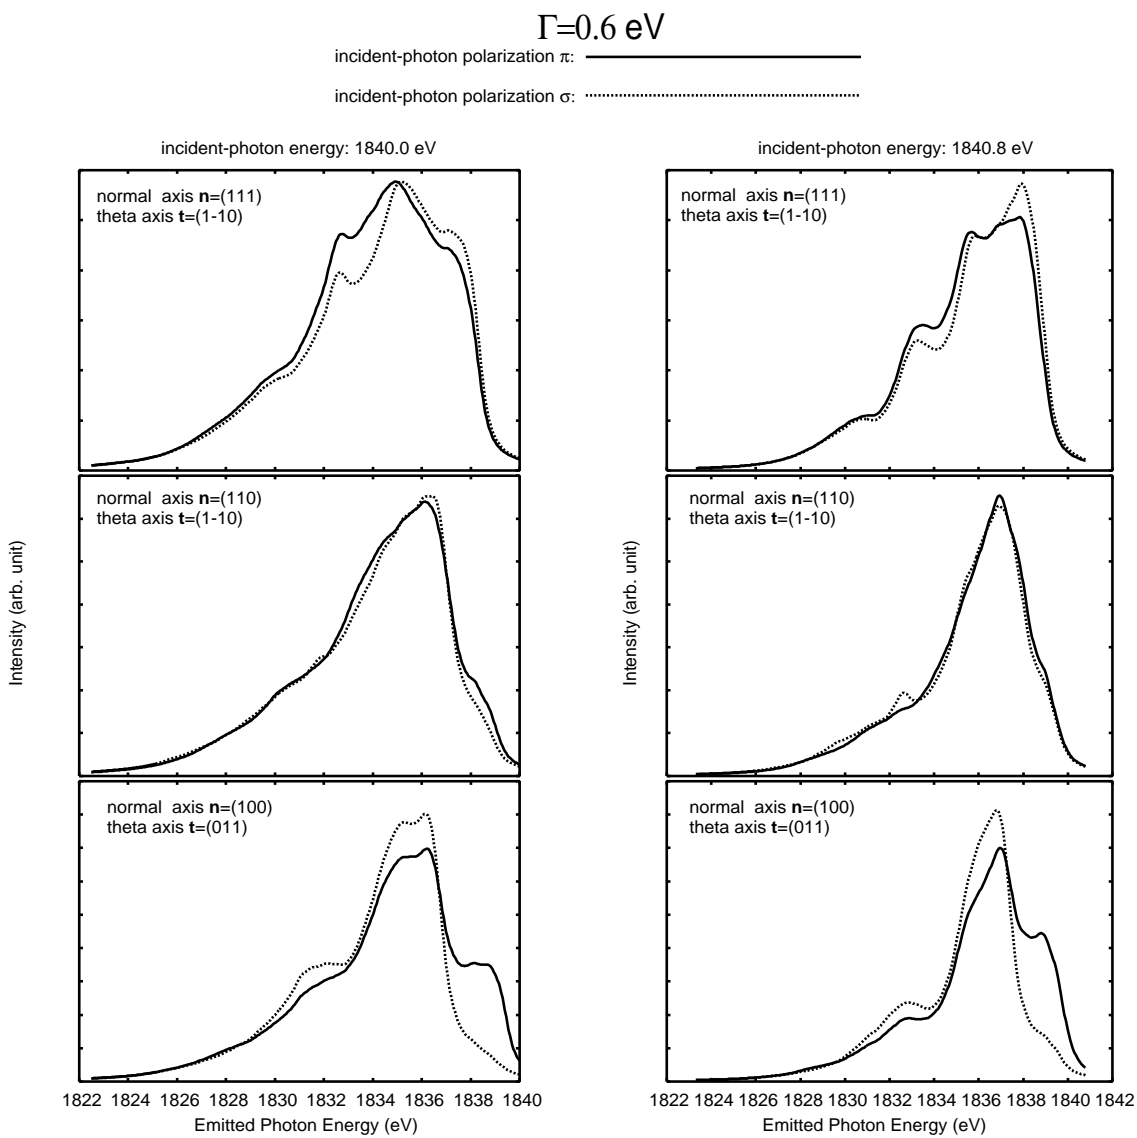 Γ=0.6 eV
incident-photon polarization π:
incident-photon polarization σ:
incident-photon energy: 1840.0 eV
normal axis n=(111)
theta axis t=(1-10)
normal axis n=(110)
theta axis t=(1-10)
normal axis n=(100)
theta axis t=(011)
Intensity (arb. unit)
1822 1824 1826 1828 1830 1832 1834 1836 1838 1840
Emitted Photon Energy (eV)
incident-photon energy: 1840.8 eV
normal axis n=(111)
theta axis t=(1-10)
normal axis n=(110)
theta axis t=(1-10)
normal axis n=(100)
theta axis t=(011)
Intensity (arb. unit)
1822 1824 1826 1828 1830 1832 1834 1836 1838 1840 1842
Emitted Photon Energy (eV)